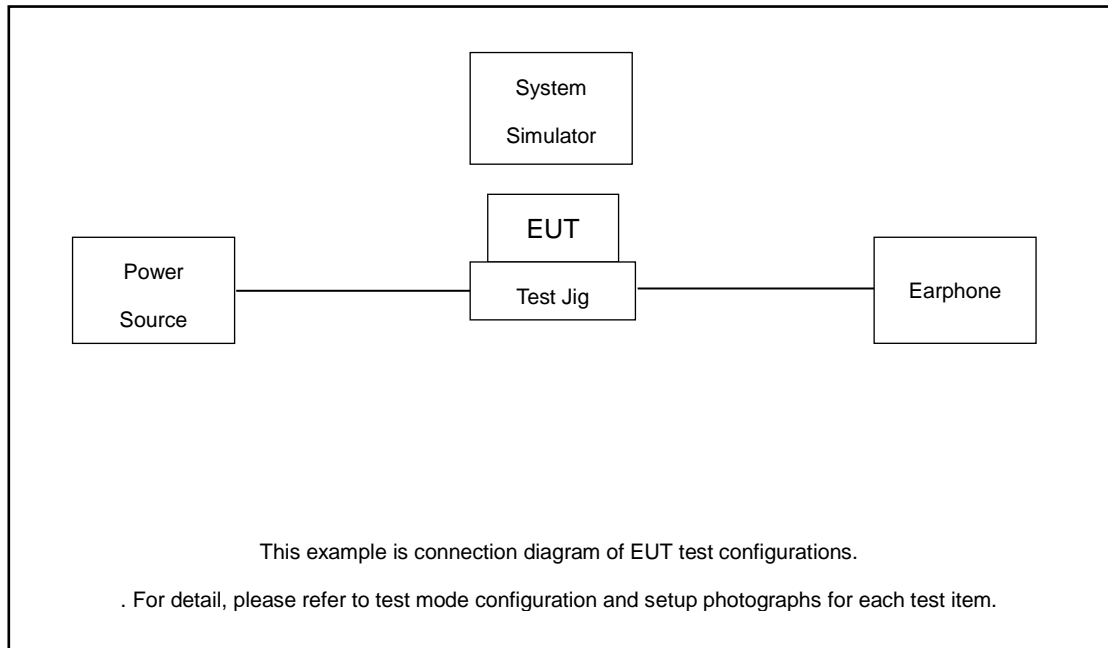 System
Simulator
EUT
Power
Source
Test Jig
Earphone
This example is connection diagram of EUT test configurations.
. For detail, please refer to test mode configuration and setup photographs for each test item.